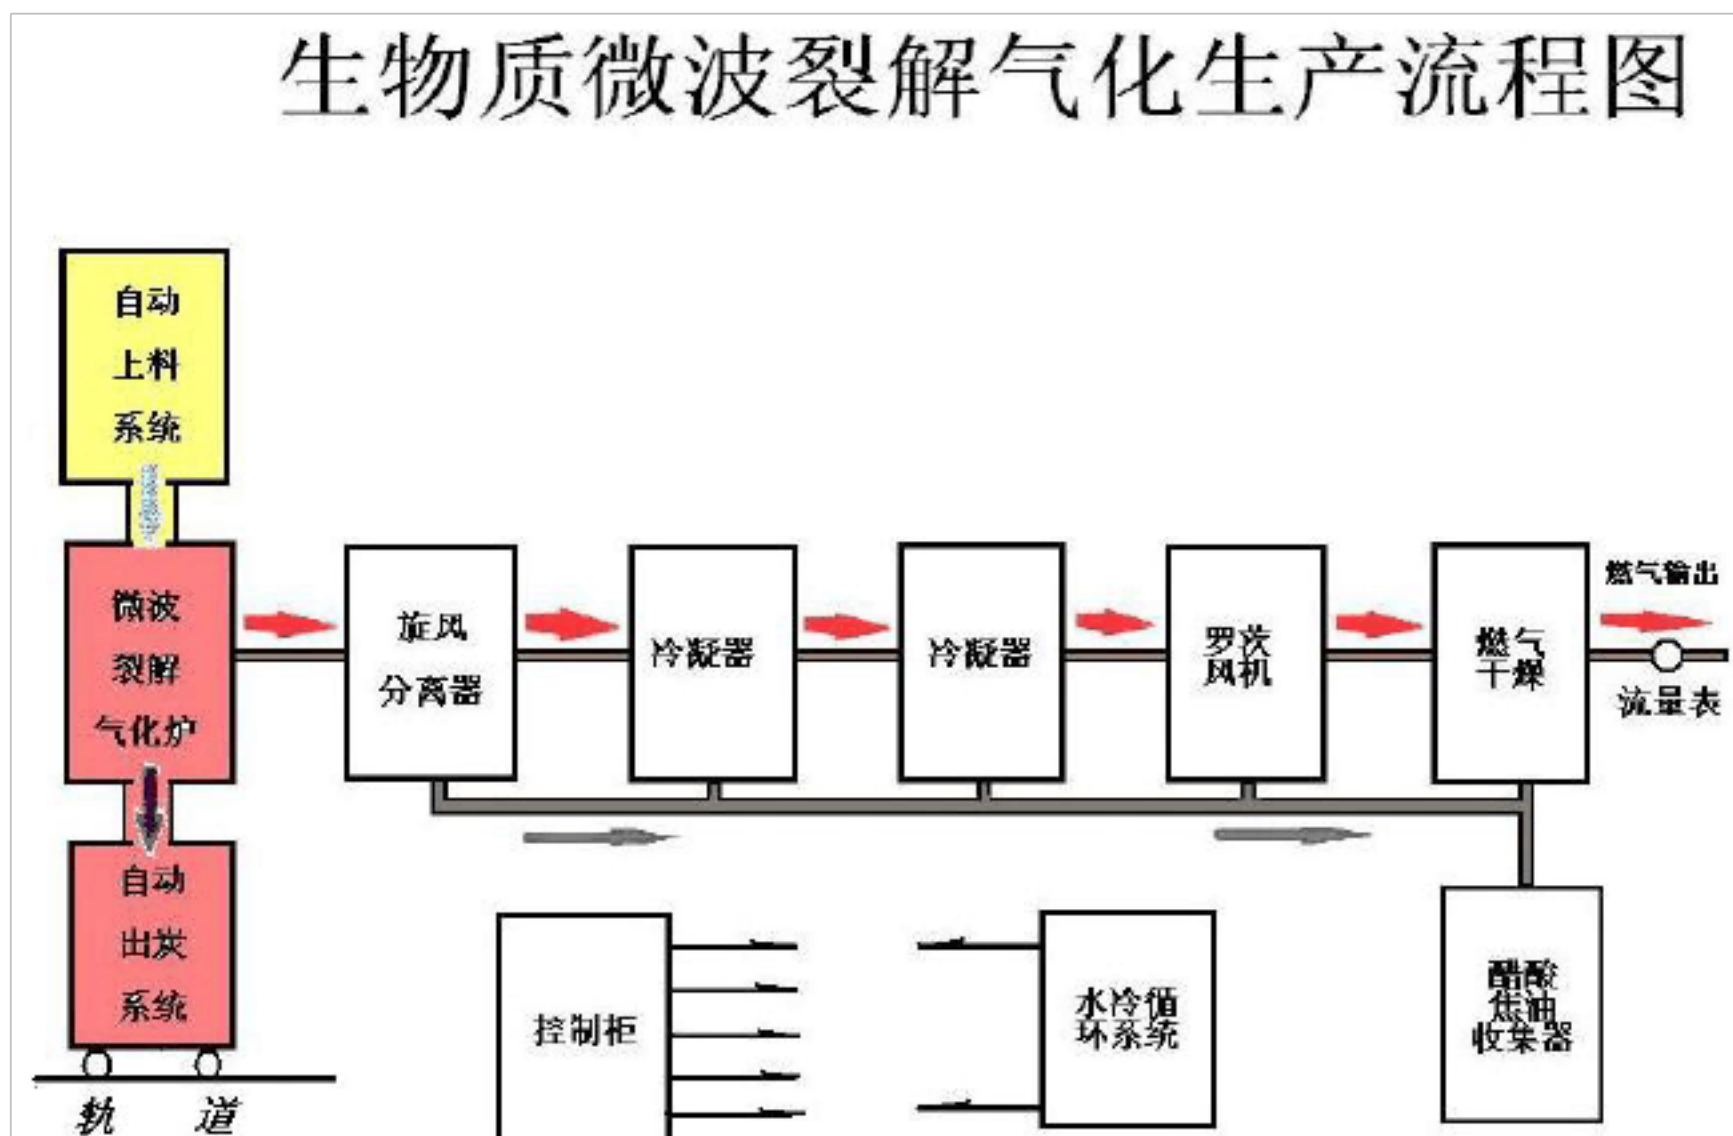 生物质微波裂解气化生产流程图
自动
上料
系统
微波
裂解
气化炉
自动
出炭
系统
轨 道
旋风
分离器
冷凝器
冷凝器
罗茨
风机
燃气
干燥
燃气输出
流量表
控制柜
水冷循
环系统
醋酸
焦油
收集器